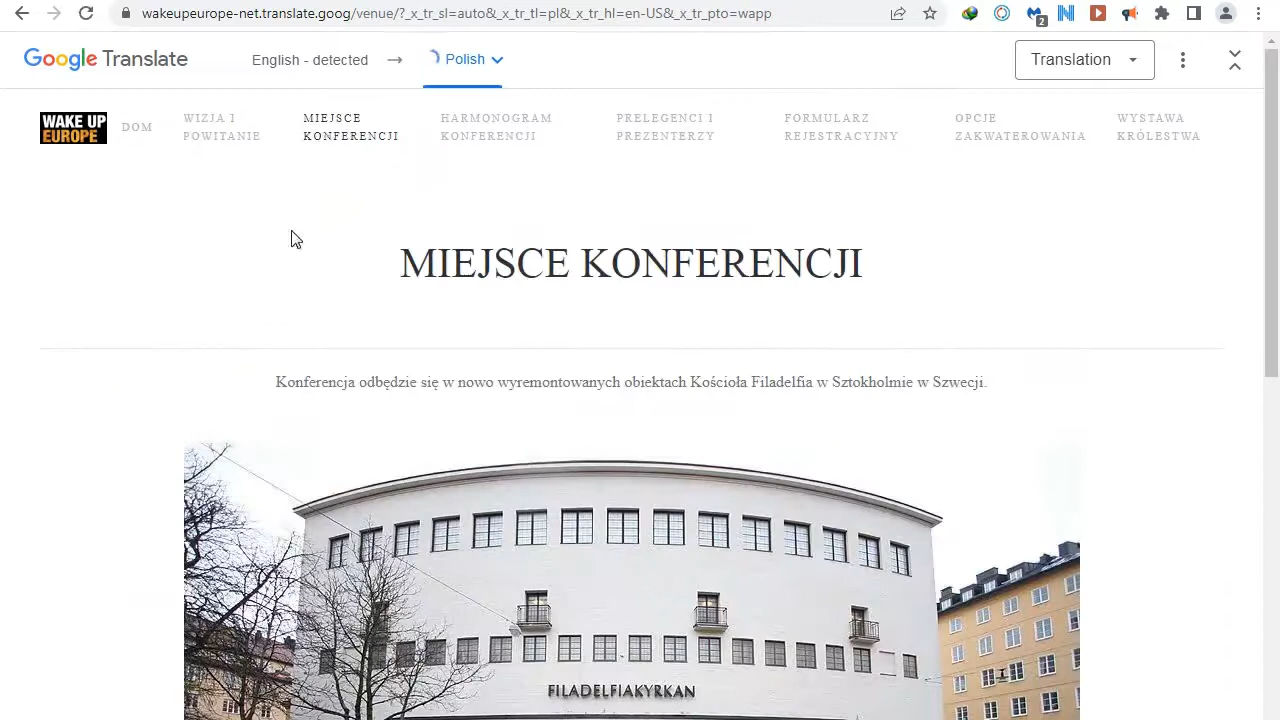 wakeupeurope-net.translate.goog/venue/?_x_tr_sl=auto&_x_tr_tl=pl&_x_tr_hl=en-US&_x_tr_pto=wapp
2
Google Translate
English - detected
Polish
Translation
WAKE UP
EUROPE
DOM
WIZJA I
POWITANIE
MIEJSCE
KONFERENCJI
HARMONOGRAM
KONFERENCJI
PRELEGENCI I
PREZENTERZY
FORMULARZ
REJESTRACYJNY
OPCJE
ZAKWATEROWANIA
WYSTAWA
KRÓLESTWA
MIEJSCE KONFERENCJI
Konferencja odbędzie się w nowo wyremontowanych obiektach Kościoła Filadelfia w Sztokholmie w Szwecji.
FILADELFIAKYRKAN